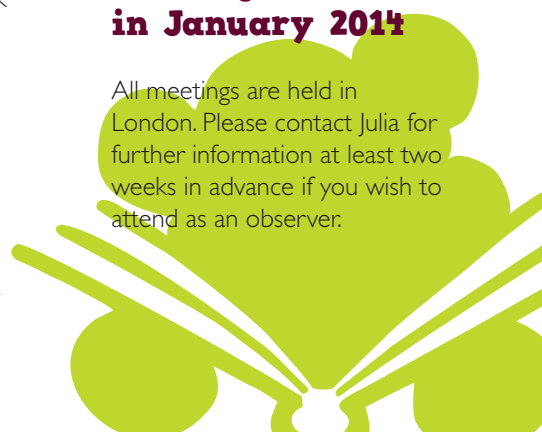 in January 2014
All meetings are held in
London. Please contact Julia for
further information at least two
weeks in advance if you wish to
attend as an observer.